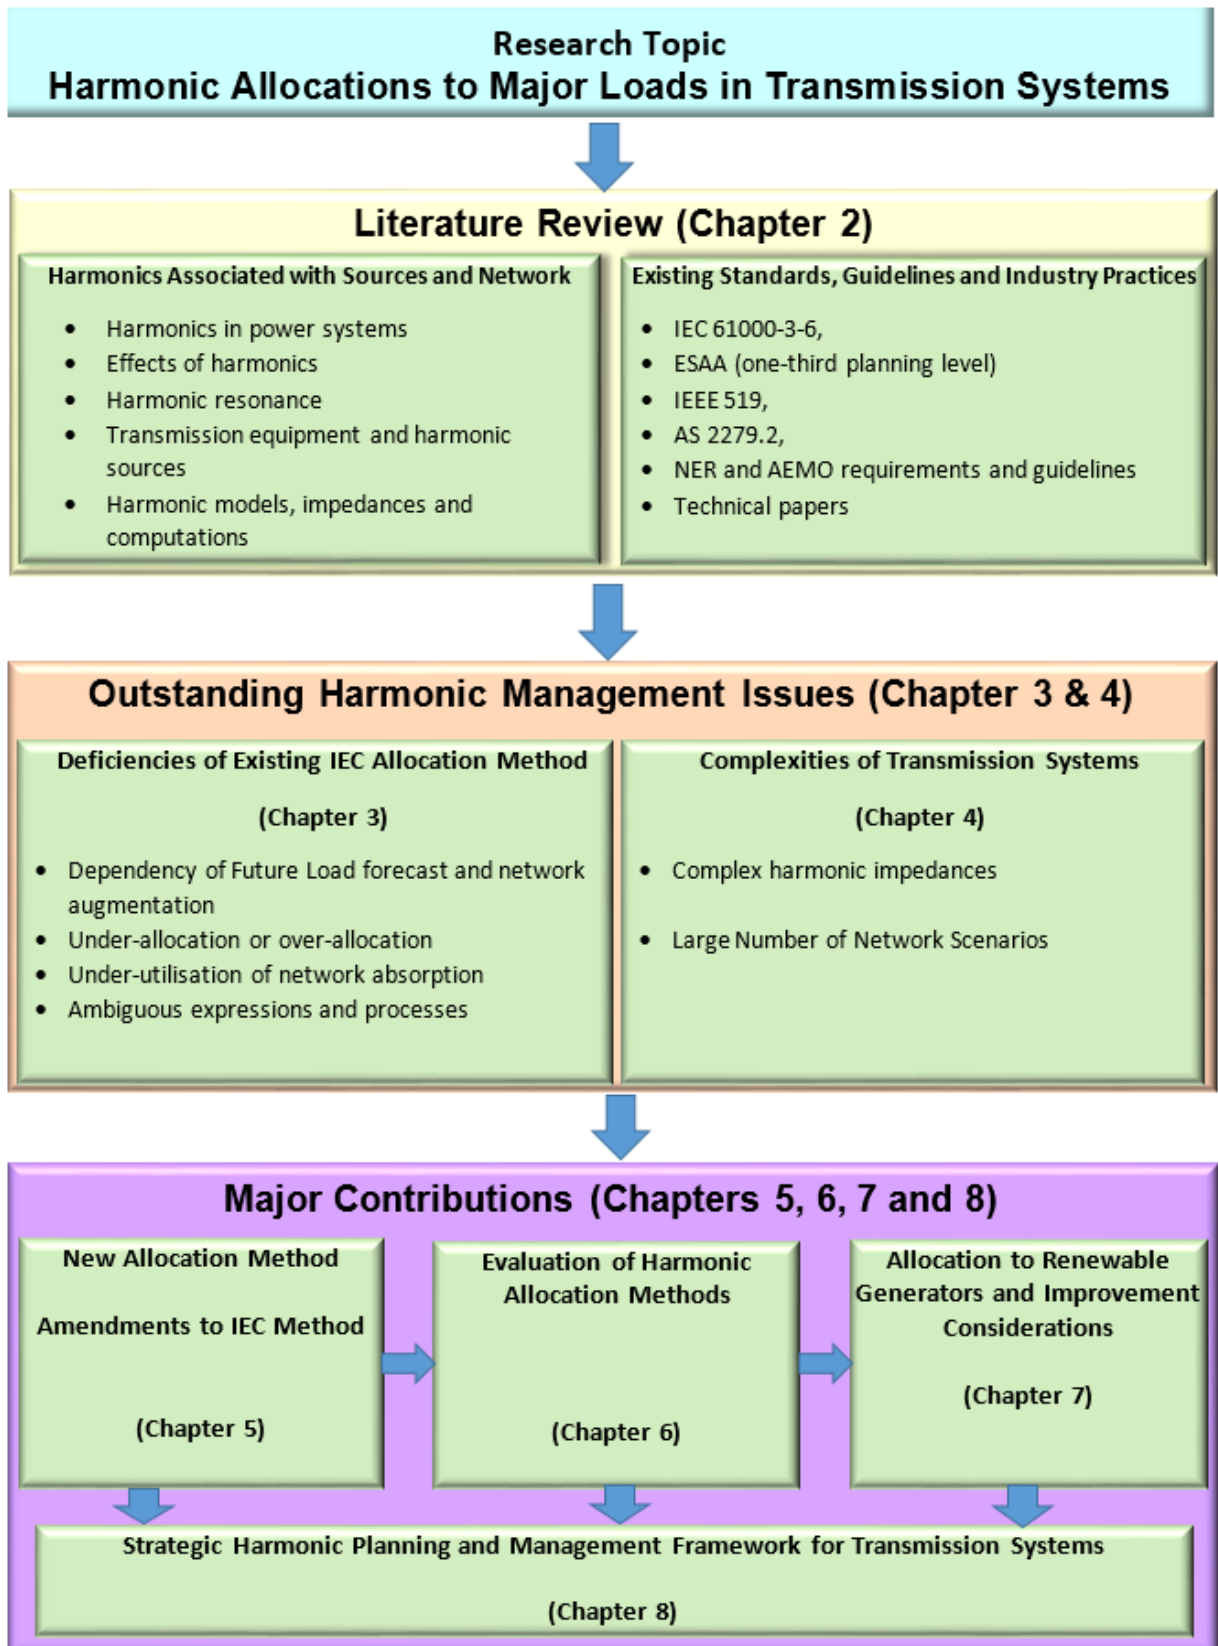 Research Topic
Harmonic Allocations to Major Loads in Transmission Systems
Literature Review (Chapter 2)
Harmonics Associated with Sources and Network
• Harmonics in power systems
• Effects of harmonics
• Harmonic resonance
• Transmission equipment and harmonic
sources
• Harmonic models, impedances and
computations
Existing Standards, Guidelines and Industry Practices
• IEC 61000-3-6,
• ESAA (one-third planning level)
• IEEE 519,
• AS 2279.2,
• NER and AEMO requirements and guidelines
• Technical papers
Outstanding Harmonic Management Issues (Chapter 3 & 4)
Deficiencies of Existing IEC Allocation Method
(Chapter 3)
• Dependency of Future Load forecast and network
augmentation
• Under-allocation or over-allocation
• Under-utilisation of network absorption
• Ambiguous expressions and processes
Complexities of Transmission Systems
(Chapter 4)
• Complex harmonic impedances
• Large Number of Network Scenarios
Major Contributions (Chapters 5, 6, 7 and 8)
New Allocation Method
Amendments to IEC Method
(Chapter 5)
Evaluation of Harmonic
Allocation Methods
(Chapter 6)
Allocation to Renewable
Generators and Improvement
Considerations
(Chapter 7)
Strategic Harmonic Planning and Management Framework for Transmission Systems
(Chapter 8)